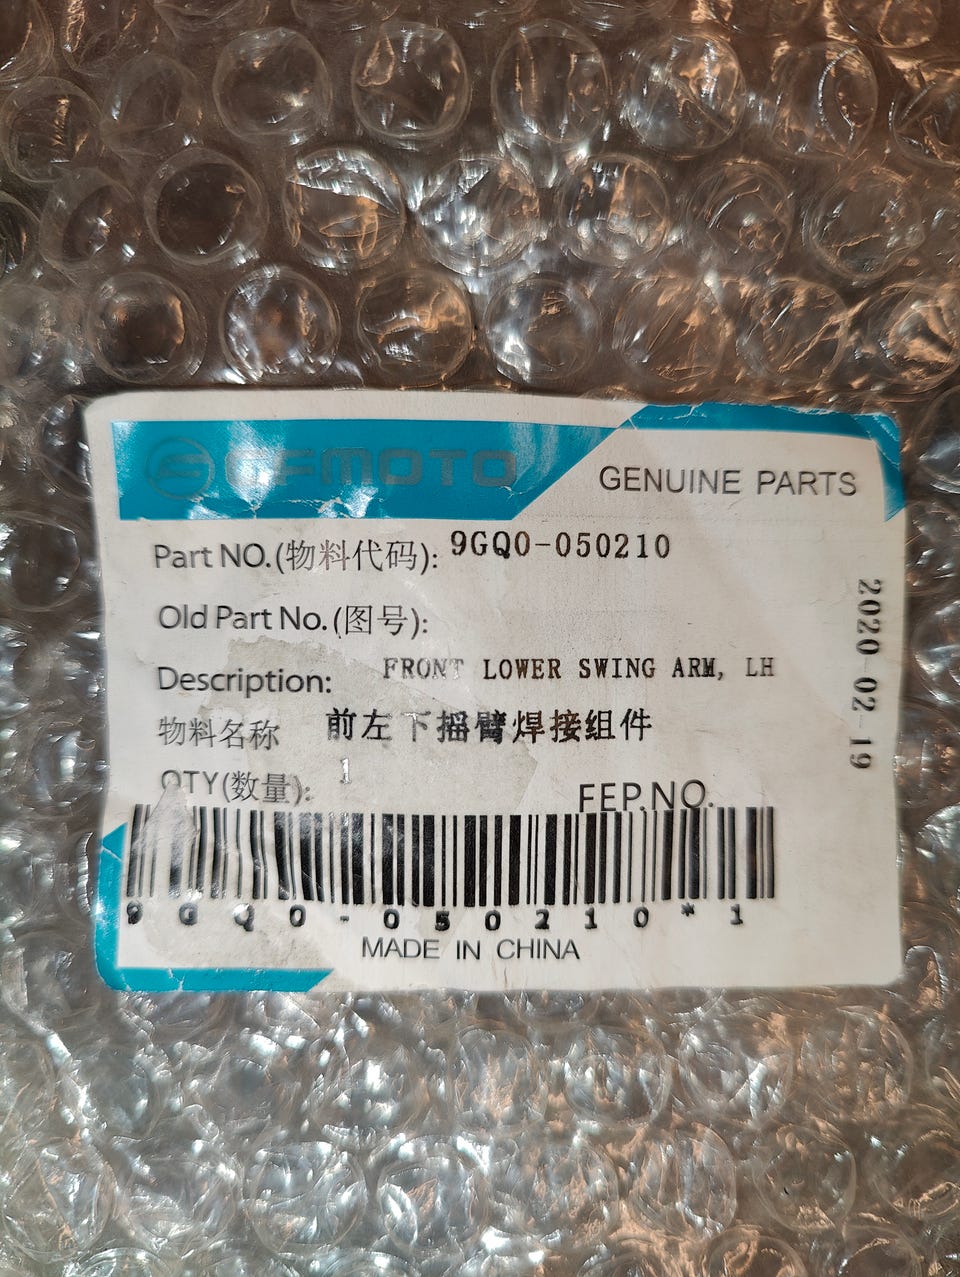 CFMOTO
GENUINE PARTS
Part NO.(物料代码): 9GQ0-050210
Old Part No.(图号):
Description: FRONT LOWER SWING ARM, LH
物料名称 前左下摇臂焊接组件
QTY(数量): 1
FEP.NO.
9GQ0-050210*1
MADE IN CHINA
2020-02-19